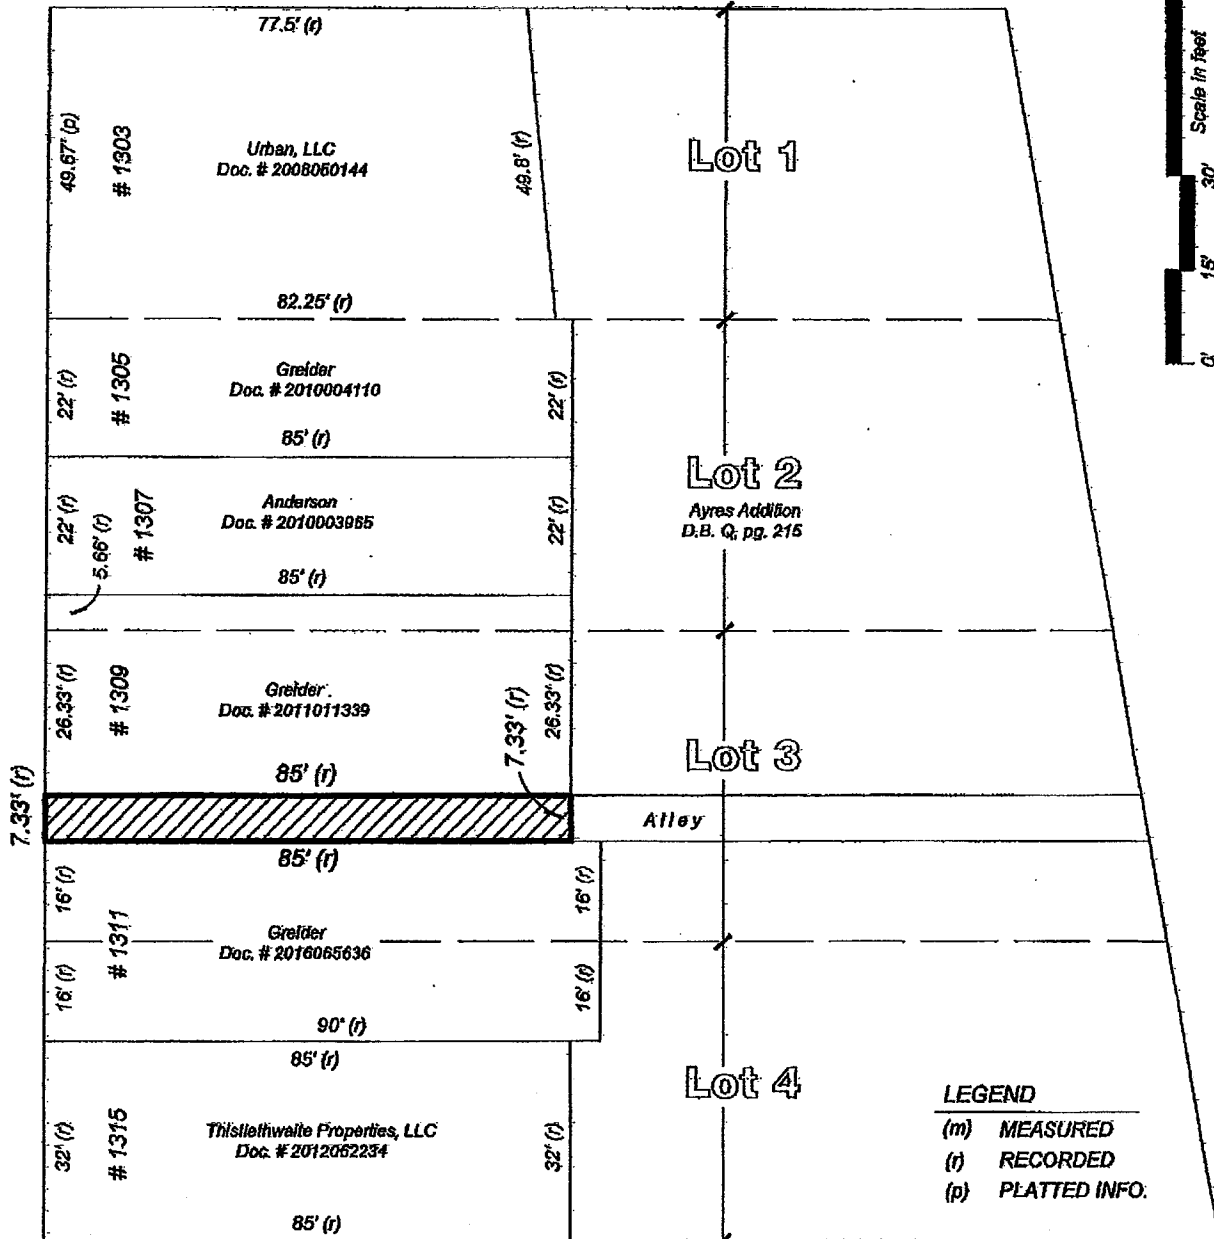 77.5' (r)
49.67" (p)
# 1303
Urban, LLC
Doc. # 2008050144
49.8' (r)
Lot 1
Scale in feet
30'
15'
0'
82.25' (r)
22' (r)
# 1305
Greider
Doc. # 2010004110
22' (r)
85' (r)
Lot 2
Ayres Addition
D.B. Q, pg. 215
22' (r)
5.66' (r)
# 1307
Anderson
Doc. # 2010003965
22' (r)
85' (r)
26.33' (r)
# 1309
Greider
Doc. # 2011011339
7.33' (r)
26.33' (r)
Lot 3
85' (r)
7.33' (r)
Alley
85' (r)
16' (r)
16' (r)
# 1311
Greider
Doc. # 2016065636
16' (r)
16' (r)
90' (r)
85' (r)
Lot 4
32' (r)
# 1315
Thistlethwaite Properties, LLC
Doc. # 2012062234
32' (r)
85' (r)
LEGEND
(m) MEASURED
(r) RECORDED
(p) PLATTED INFO.